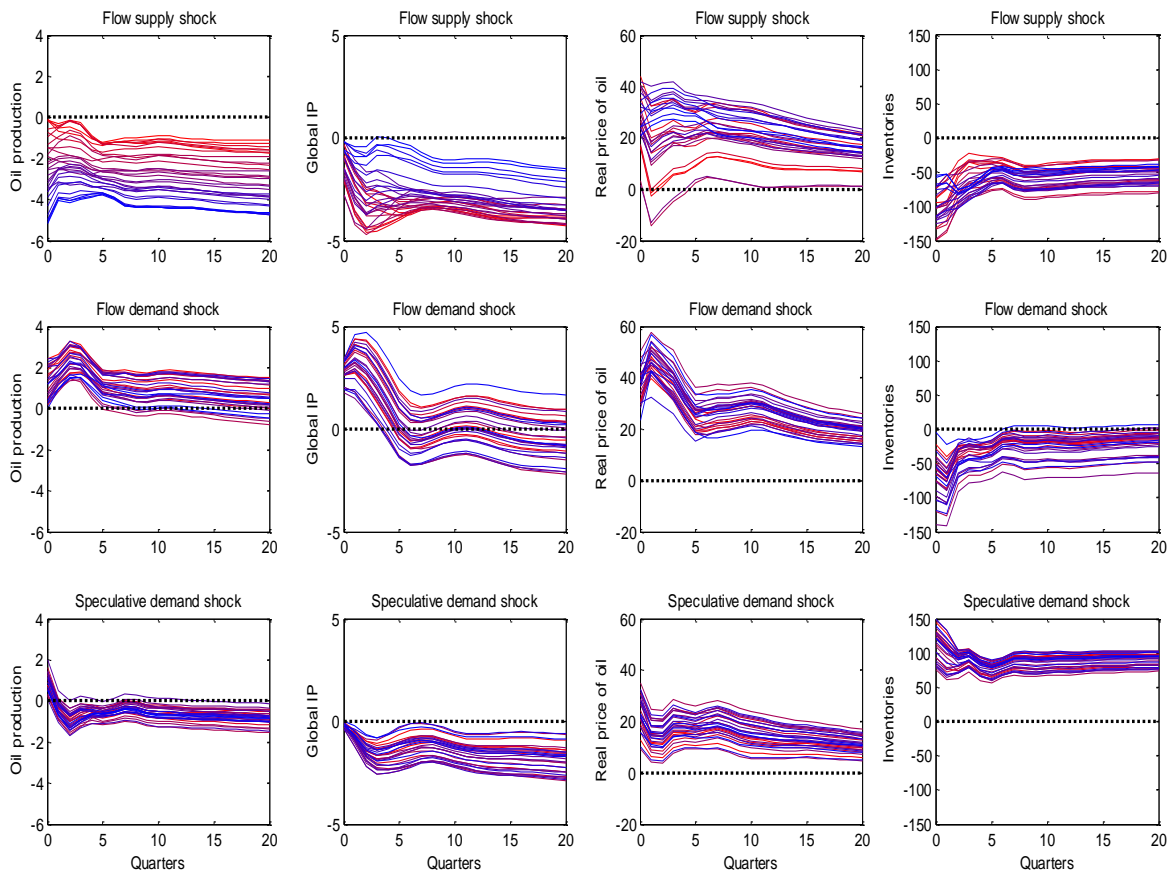 Flow supply shock
Flow supply shock
Flow supply shock
Flow supply shock
Oil production
4
2
0
-2
-4
-6
0 5 10 15 20
Global IP
5
0
-5
0 5 10 15 20
Real price of oil
60
40
20
0
-20
0 5 10 15 20
Inventories
150
100
50
0
-50
-100
-150
0 5 10 15 20
Flow demand shock
Flow demand shock
Flow demand shock
Flow demand shock
Oil production
4
2
0
-2
-4
-6
0 5 10 15 20
Global IP
5
0
-5
0 5 10 15 20
Real price of oil
60
40
20
0
-20
0 5 10 15 20
Inventories
150
100
50
0
-50
-100
-150
0 5 10 15 20
Speculative demand shock
Speculative demand shock
Speculative demand shock
Speculative demand shock
Oil production
4
2
0
-2
-4
-6
0 5 10 15 20
Quarters
Global IP
5
0
-5
0 5 10 15 20
Quarters
Real price of oil
60
40
20
0
-20
0 5 10 15 20
Quarters
Inventories
150
100
50
0
-50
-100
-150
0 5 10 15 20
Quarters